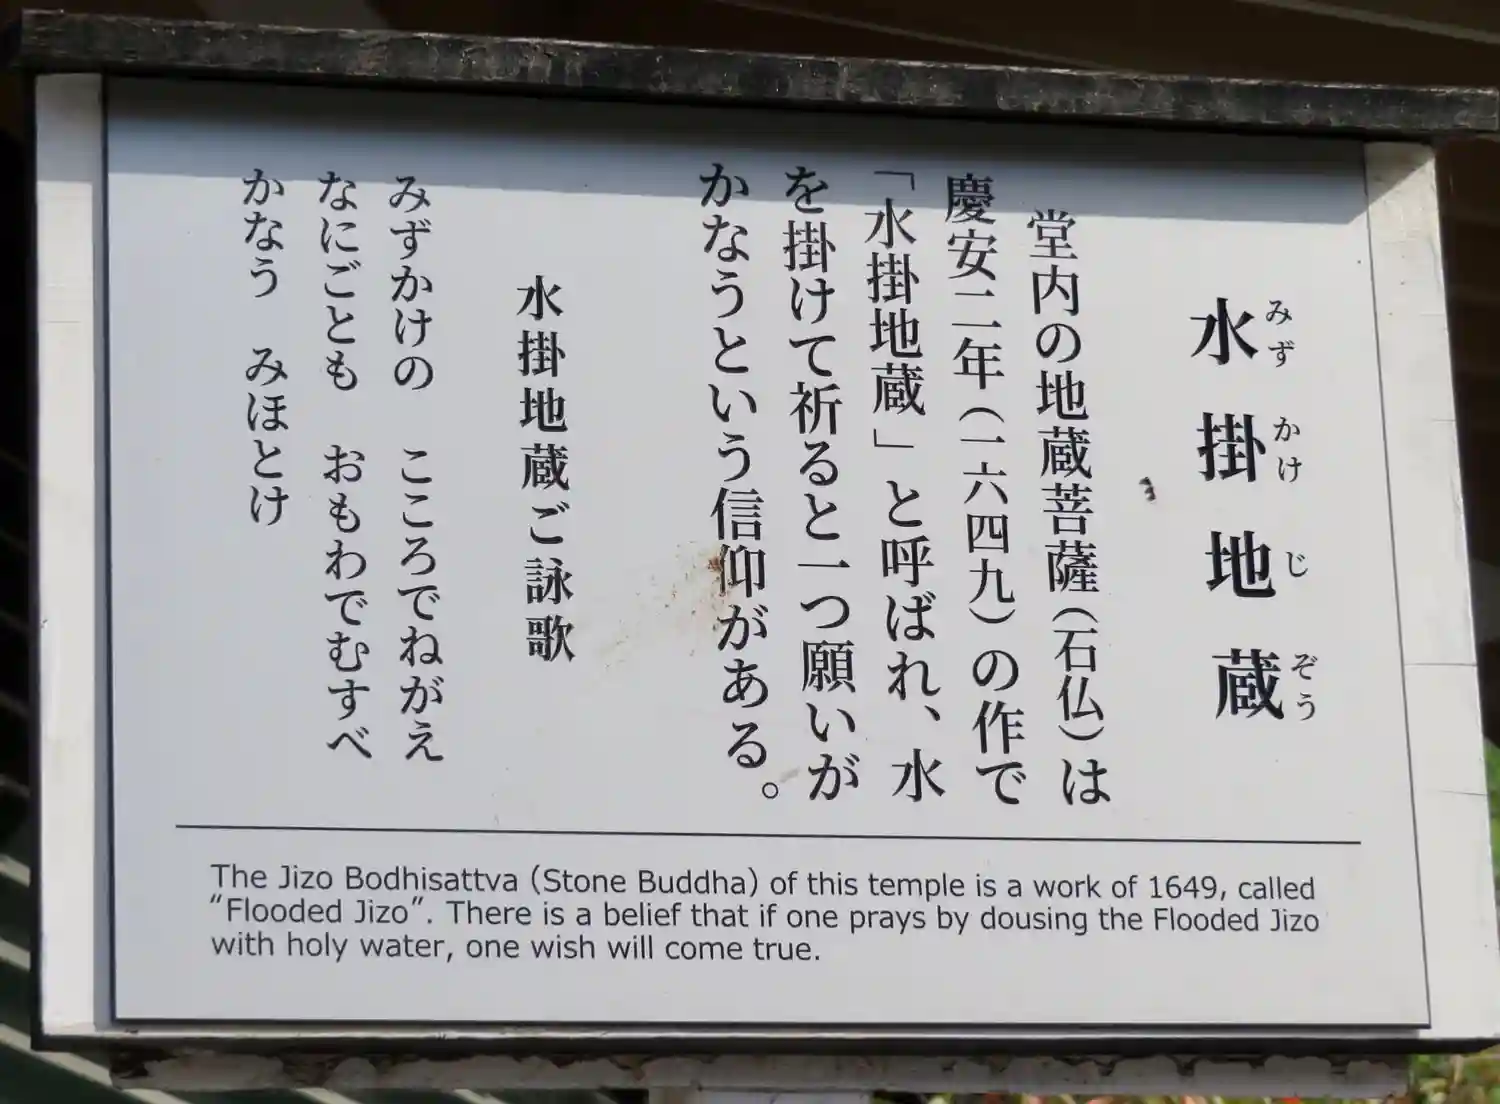 水掛地蔵
みずかけじぞう
堂内の地蔵菩薩(石仏)は
慶安二年(一六四九)の作で
「水掛地蔵」と呼ばれ、水
を掛けて祈ると一つ願いが
かなうという信仰がある。
水掛地蔵ご詠歌
みずかけの こころでねがえ
なにごとも おもわでむすべ
かなう みほとけ
The Jizo Bodhisattva (Stone Buddha) of this temple is a work of 1649, called
“Flooded Jizo”. There is a belief that if one prays by dousing the Flooded Jizo
with holy water, one wish will come true.